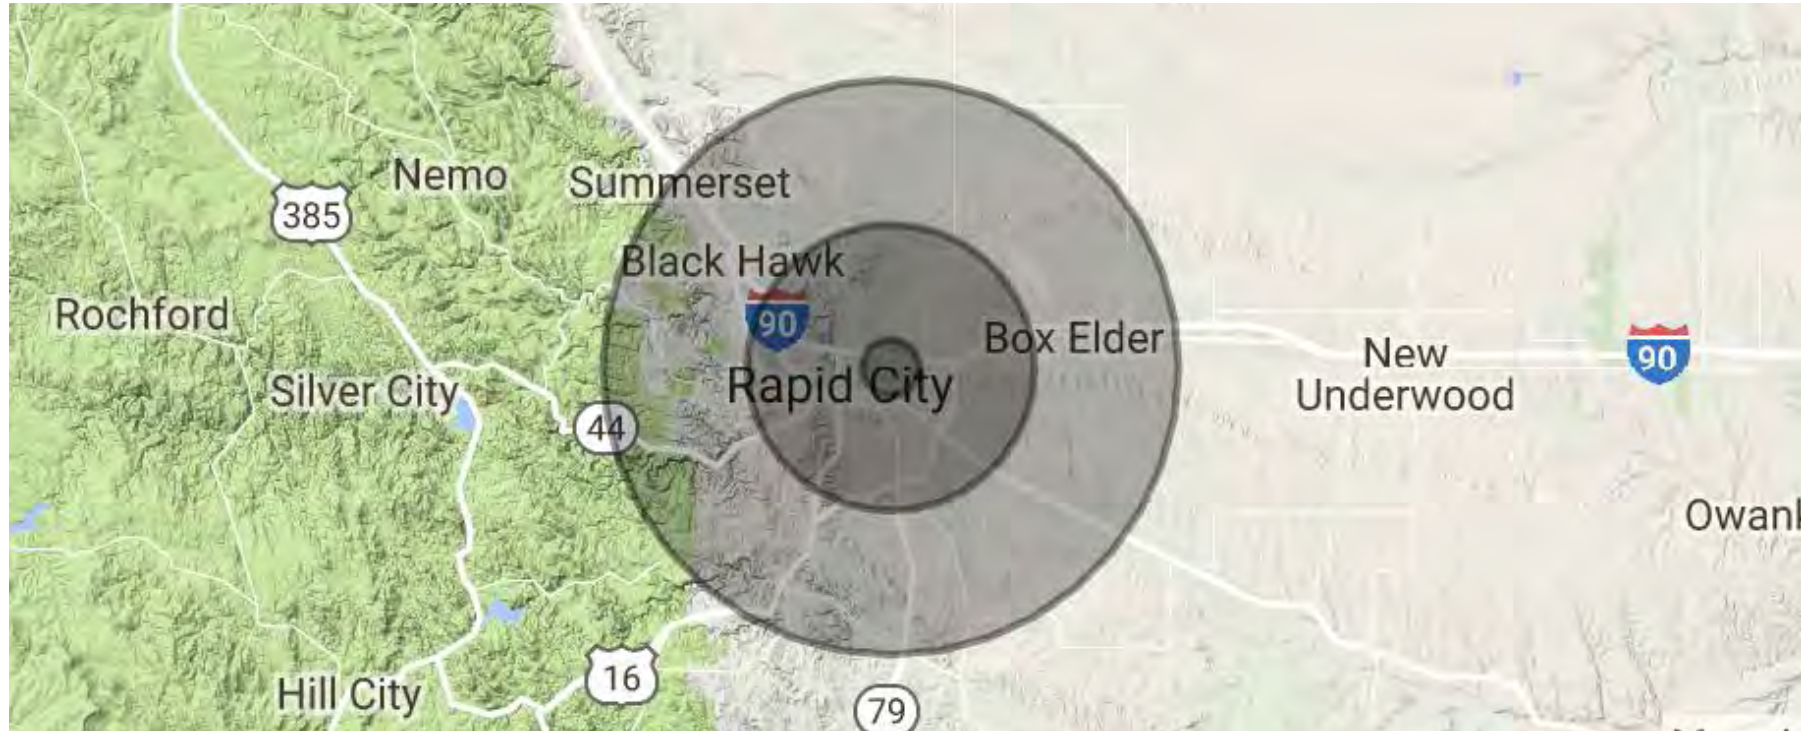 Nemo
Summerset
385
Black Hawk
Rochford
90
Box Elder
New
Underwood
90
Silver City
Rapid City
44
Hill City
16
79